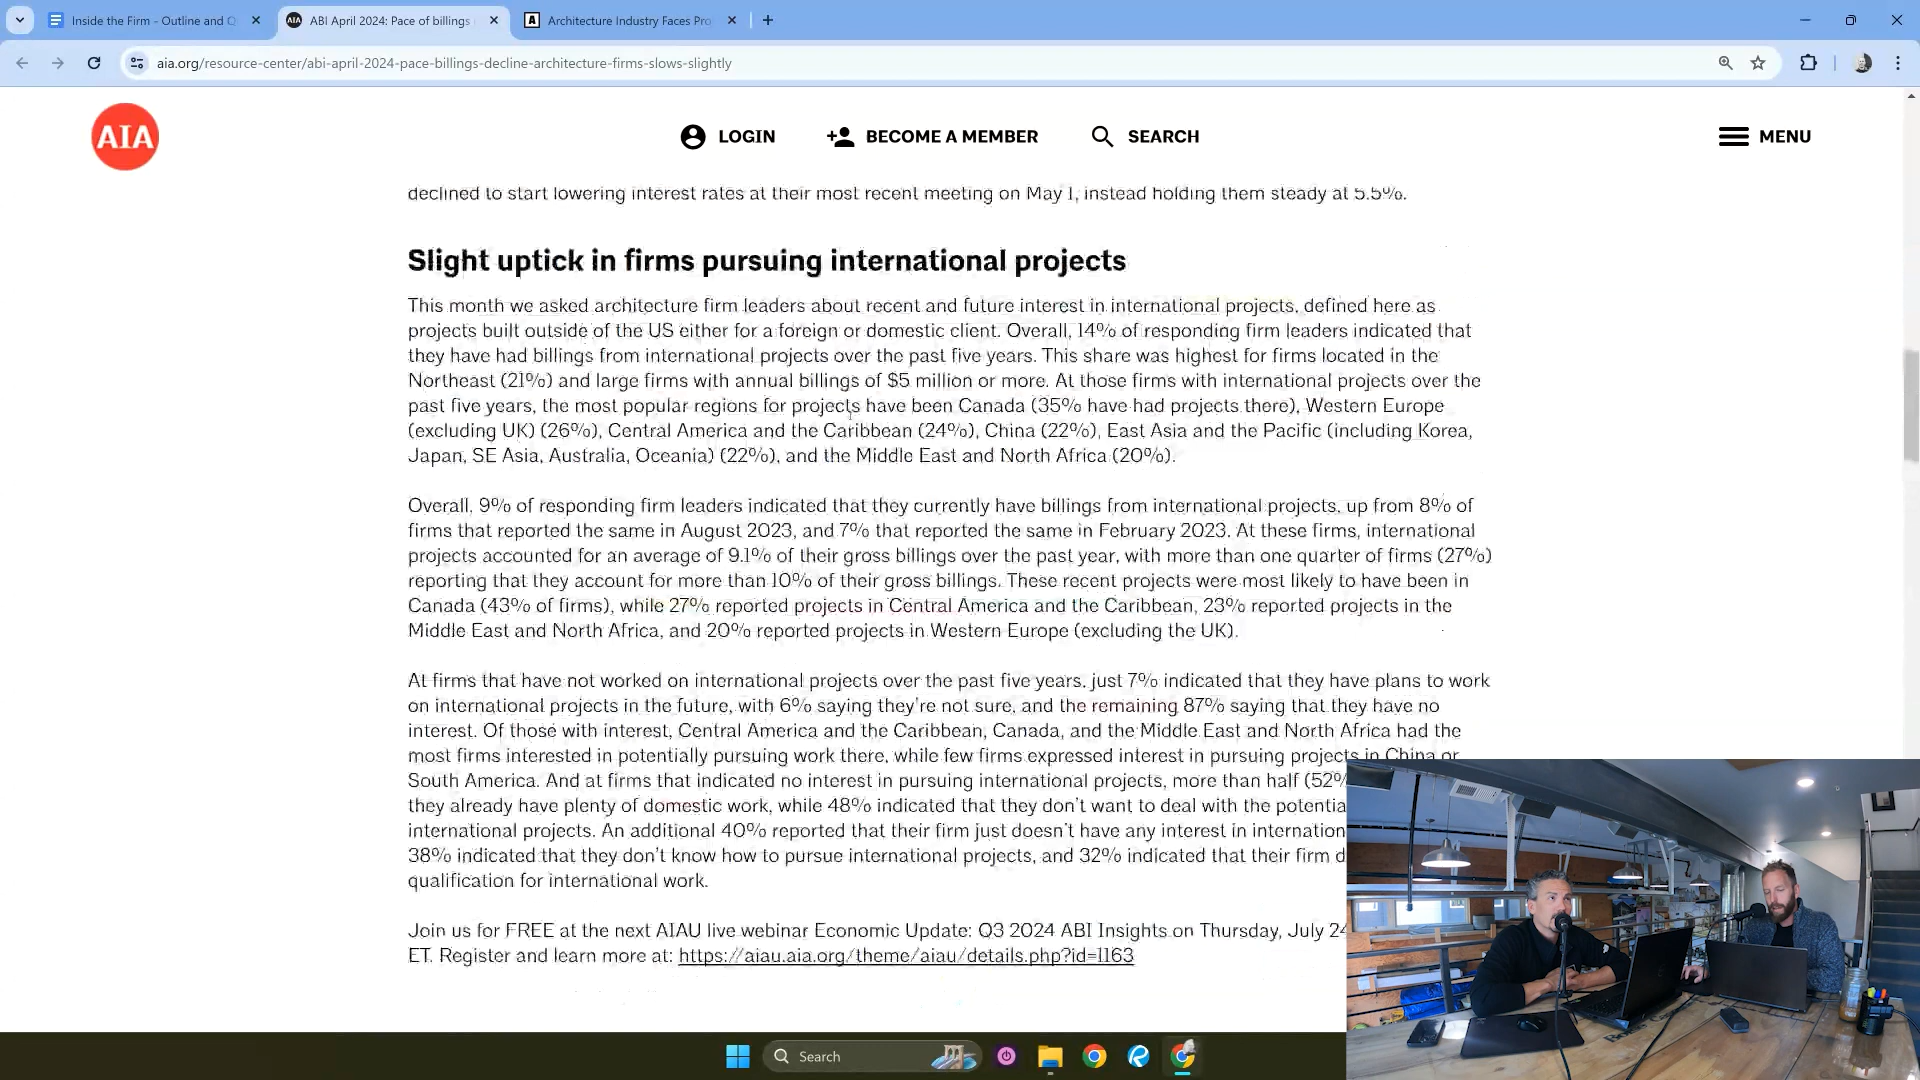 Inside the Firm - Outline and Q
ABI April 2024: Pace of billings
Architecture Industry Faces Pro
aia.org/resource-center/abi-april-2024-pace-billings-decline-architecture-firms-slows-slightly
AIA
LOGIN
BECOME A MEMBER
SEARCH
MENU
declined to start lowering interest rates at their most recent meeting on May 1, instead holding them steady at 5.5%.
Slight uptick in firms pursuing international projects
This month we asked architecture firm leaders about recent and future interest in international projects, defined here as
projects built outside of the US either for a foreign or domestic client. Overall, 14% of responding firm leaders indicated that
they have had billings from international projects over the past five years. This share was highest for firms located in the
Northeast (21%) and large firms with annual billings of $5 million or more. At those firms with international projects over the
past five years, the most popular regions for projects have been Canada (35% have had projects there), Western Europe
(excluding UK) (26%), Central America and the Caribbean (24%), China (22%), East Asia and the Pacific (including Korea,
Japan, SE Asia, Australia, Oceania) (22%), and the Middle East and North Africa (20%).
Overall, 9% of responding firm leaders indicated that they currently have billings from international projects, up from 8% of
firms that reported the same in August 2023, and 7% that reported the same in February 2023. At these firms, international
projects accounted for an average of 9.1% of their gross billings over the past year, with more than one quarter of firms (27%)
reporting that they account for more than 10% of their gross billings. These recent projects were most likely to have been in
Canada (43% of firms), while 27% reported projects in Central America and the Caribbean, 23% reported projects in the
Middle East and North Africa, and 20% reported projects in Western Europe (excluding the UK).
At firms that have not worked on international projects over the past five years, just 7% indicated that they have plans to work
on international projects in the future, with 6% saying they're not sure, and the remaining 87% saying that they have no
interest. Of those with interest, Central America and the Caribbean, Canada, and the Middle East and North Africa had the
most firms interested in potentially pursuing work there, while few firms expressed interest in pursuing projects in China or
South America. And at firms that indicated no interest in pursuing international projects, more than half (52%
they already have plenty of domestic work, while 48% indicated that they don't want to deal with the potentia
international projects. An additional 40% reported that their firm just doesn't have any interest in internation
38% indicated that they don't know how to pursue international projects, and 32% indicated that their firm d
qualification for international work.
Join us for FREE at the next AIAU live webinar Economic Update: Q3 2024 ABI Insights on Thursday, July 24
ET. Register and learn more at: https://aiau.aia.org/theme/aiau/details.php?id=1163
Search